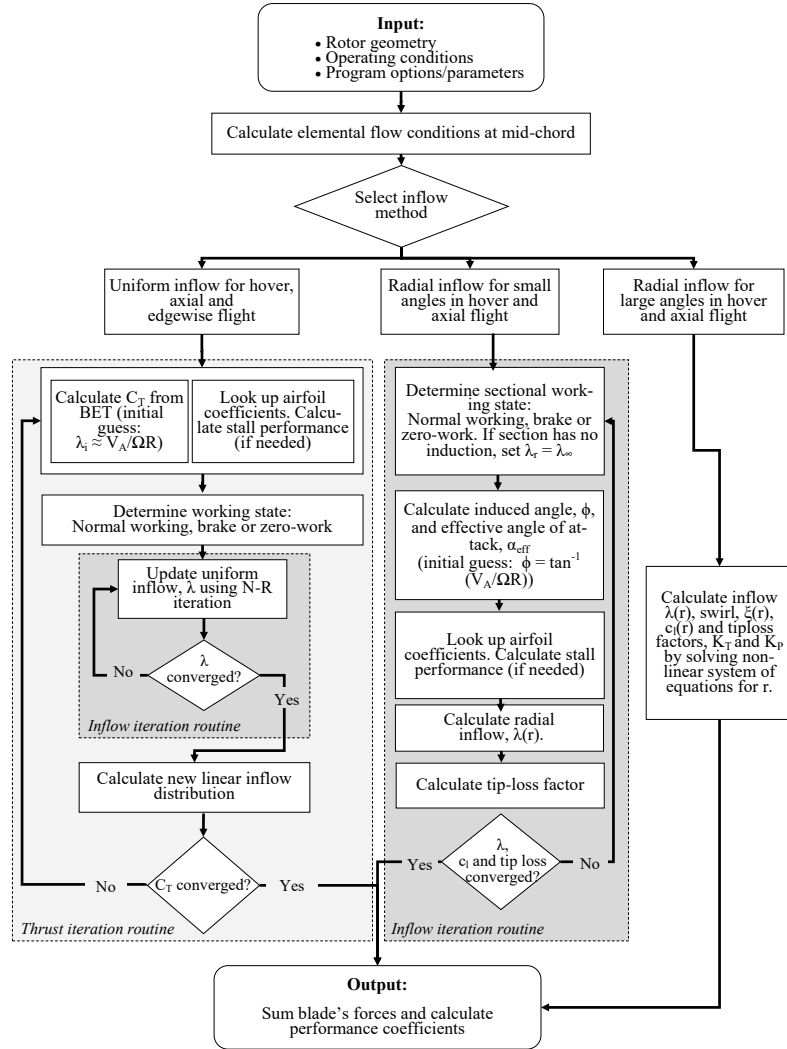 Input:
• Rotor geometry
• Operating conditions
• Program options/parameters
Calculate elemental flow conditions at mid-chord
Select inflow
method
Uniform inflow for hover,
axial and
edgewise flight
Radial inflow for small
angles in hover and
axial flight
Radial inflow for
large angles in hover
and axial flight
Calculate C_T from
BET (initial
guess:
λ_i ≈ V_A/ΩR)
Look up airfoil
coefficients. Calcu-
late stall performance
(if needed)
Determine working state:
Normal working, brake or zero-work
Update uniform
inflow, λ using N-R
iteration
λ
converged?
No
Yes
Inflow iteration routine
Calculate new linear inflow
distribution
C_T converged?
No
Yes
Thrust iteration routine
Determine sectional work-
ing state:
Normal working, brake or
zero-work. If section has no
induction, set λ_r = λ_∞
Calculate induced angle, ϕ,
and effective angle of at-
tack, α_eff
(initial guess: ϕ = tan⁻¹
(V_A/ΩR))
Look up airfoil
coefficients. Calculate stall
performance (if needed)
Calculate radial
inflow, λ(r).
Calculate tip-loss factor
λ,
c_l and tip loss
converged?
Yes
No
Inflow iteration routine
Calculate inflow
λ(r), swirl, ξ(r),
c_l(r) and tiploss
factors, K_T and K_P
by solving non-
linear system of
equations for r.
Output:
Sum blade's forces and calculate
performance coefficients